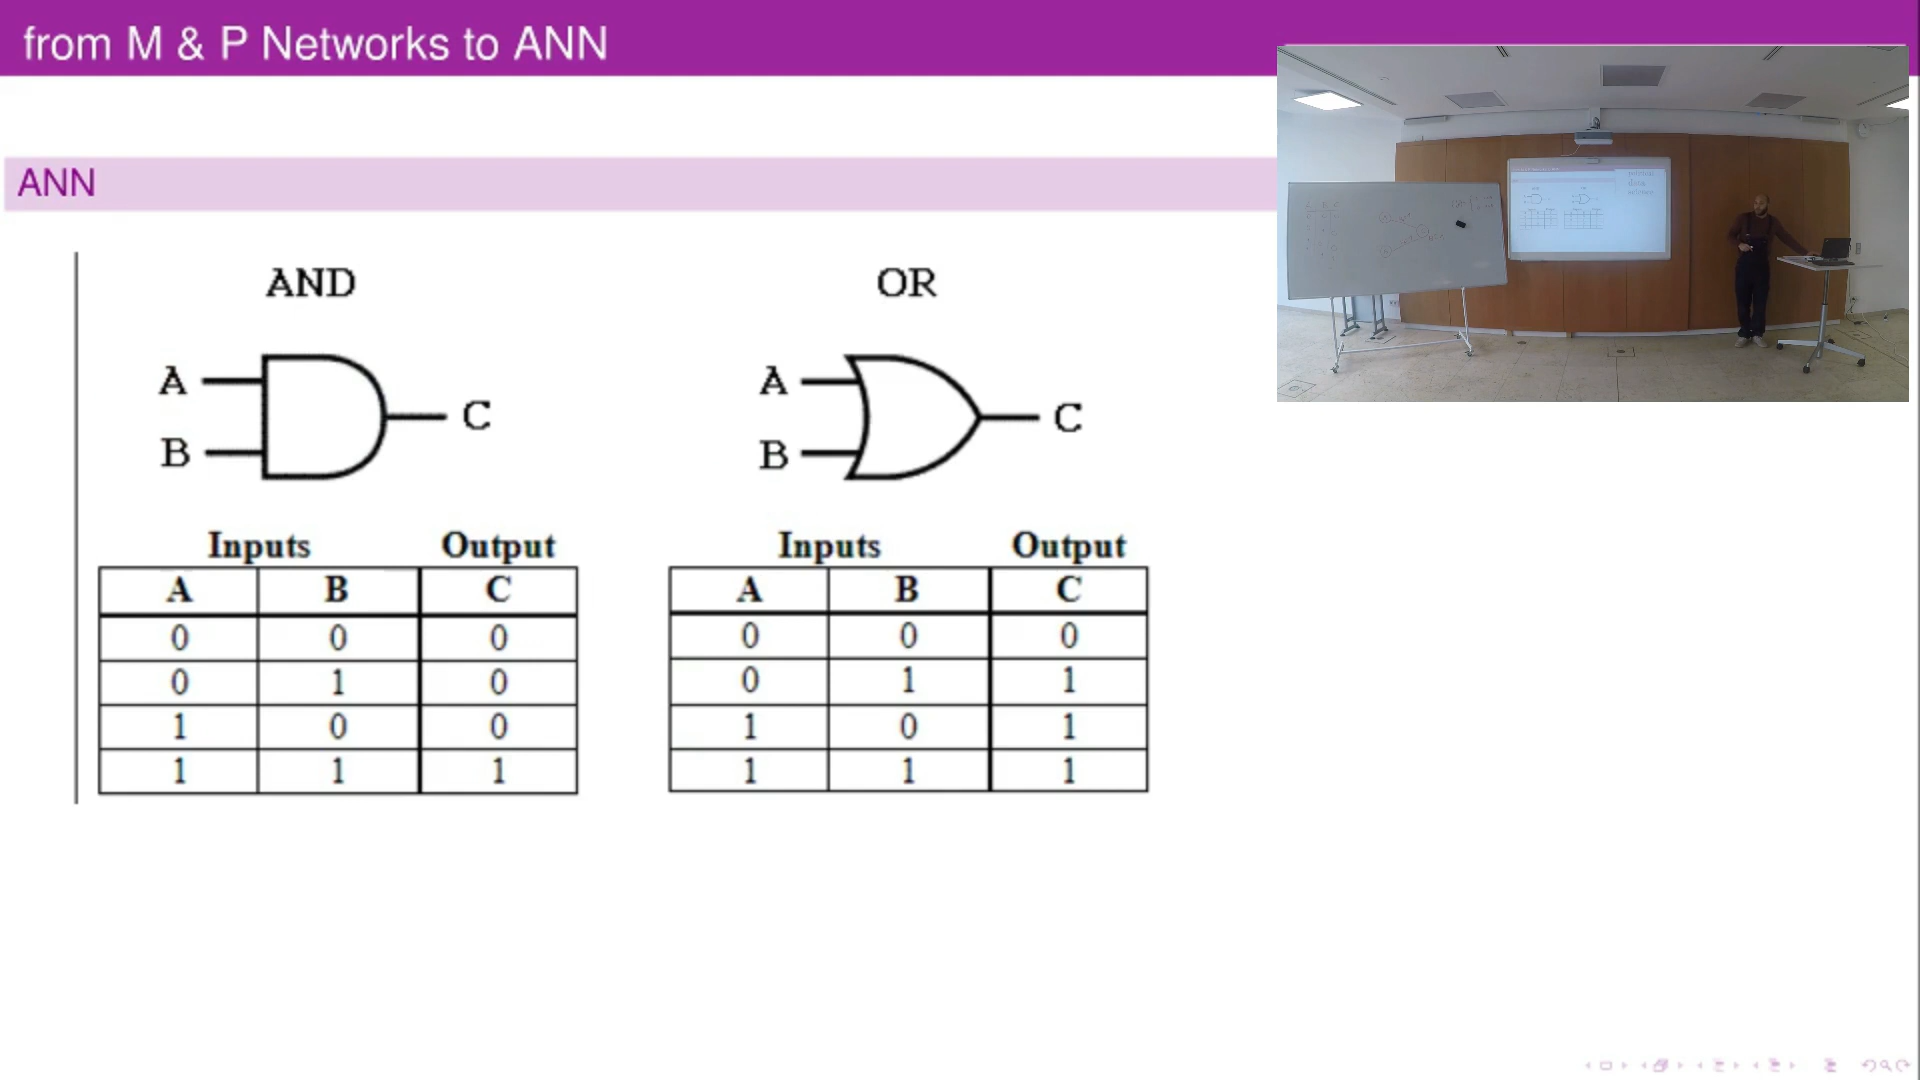 from M & P Networks to ANN
ANN
AND
A
B
C
Inputs Output
A B C
0 0 0
0 1 0
1 0 0
1 1 1
OR
A
B
C
Inputs Output
A B C
0 0 0
0 1 1
1 0 1
1 1 1